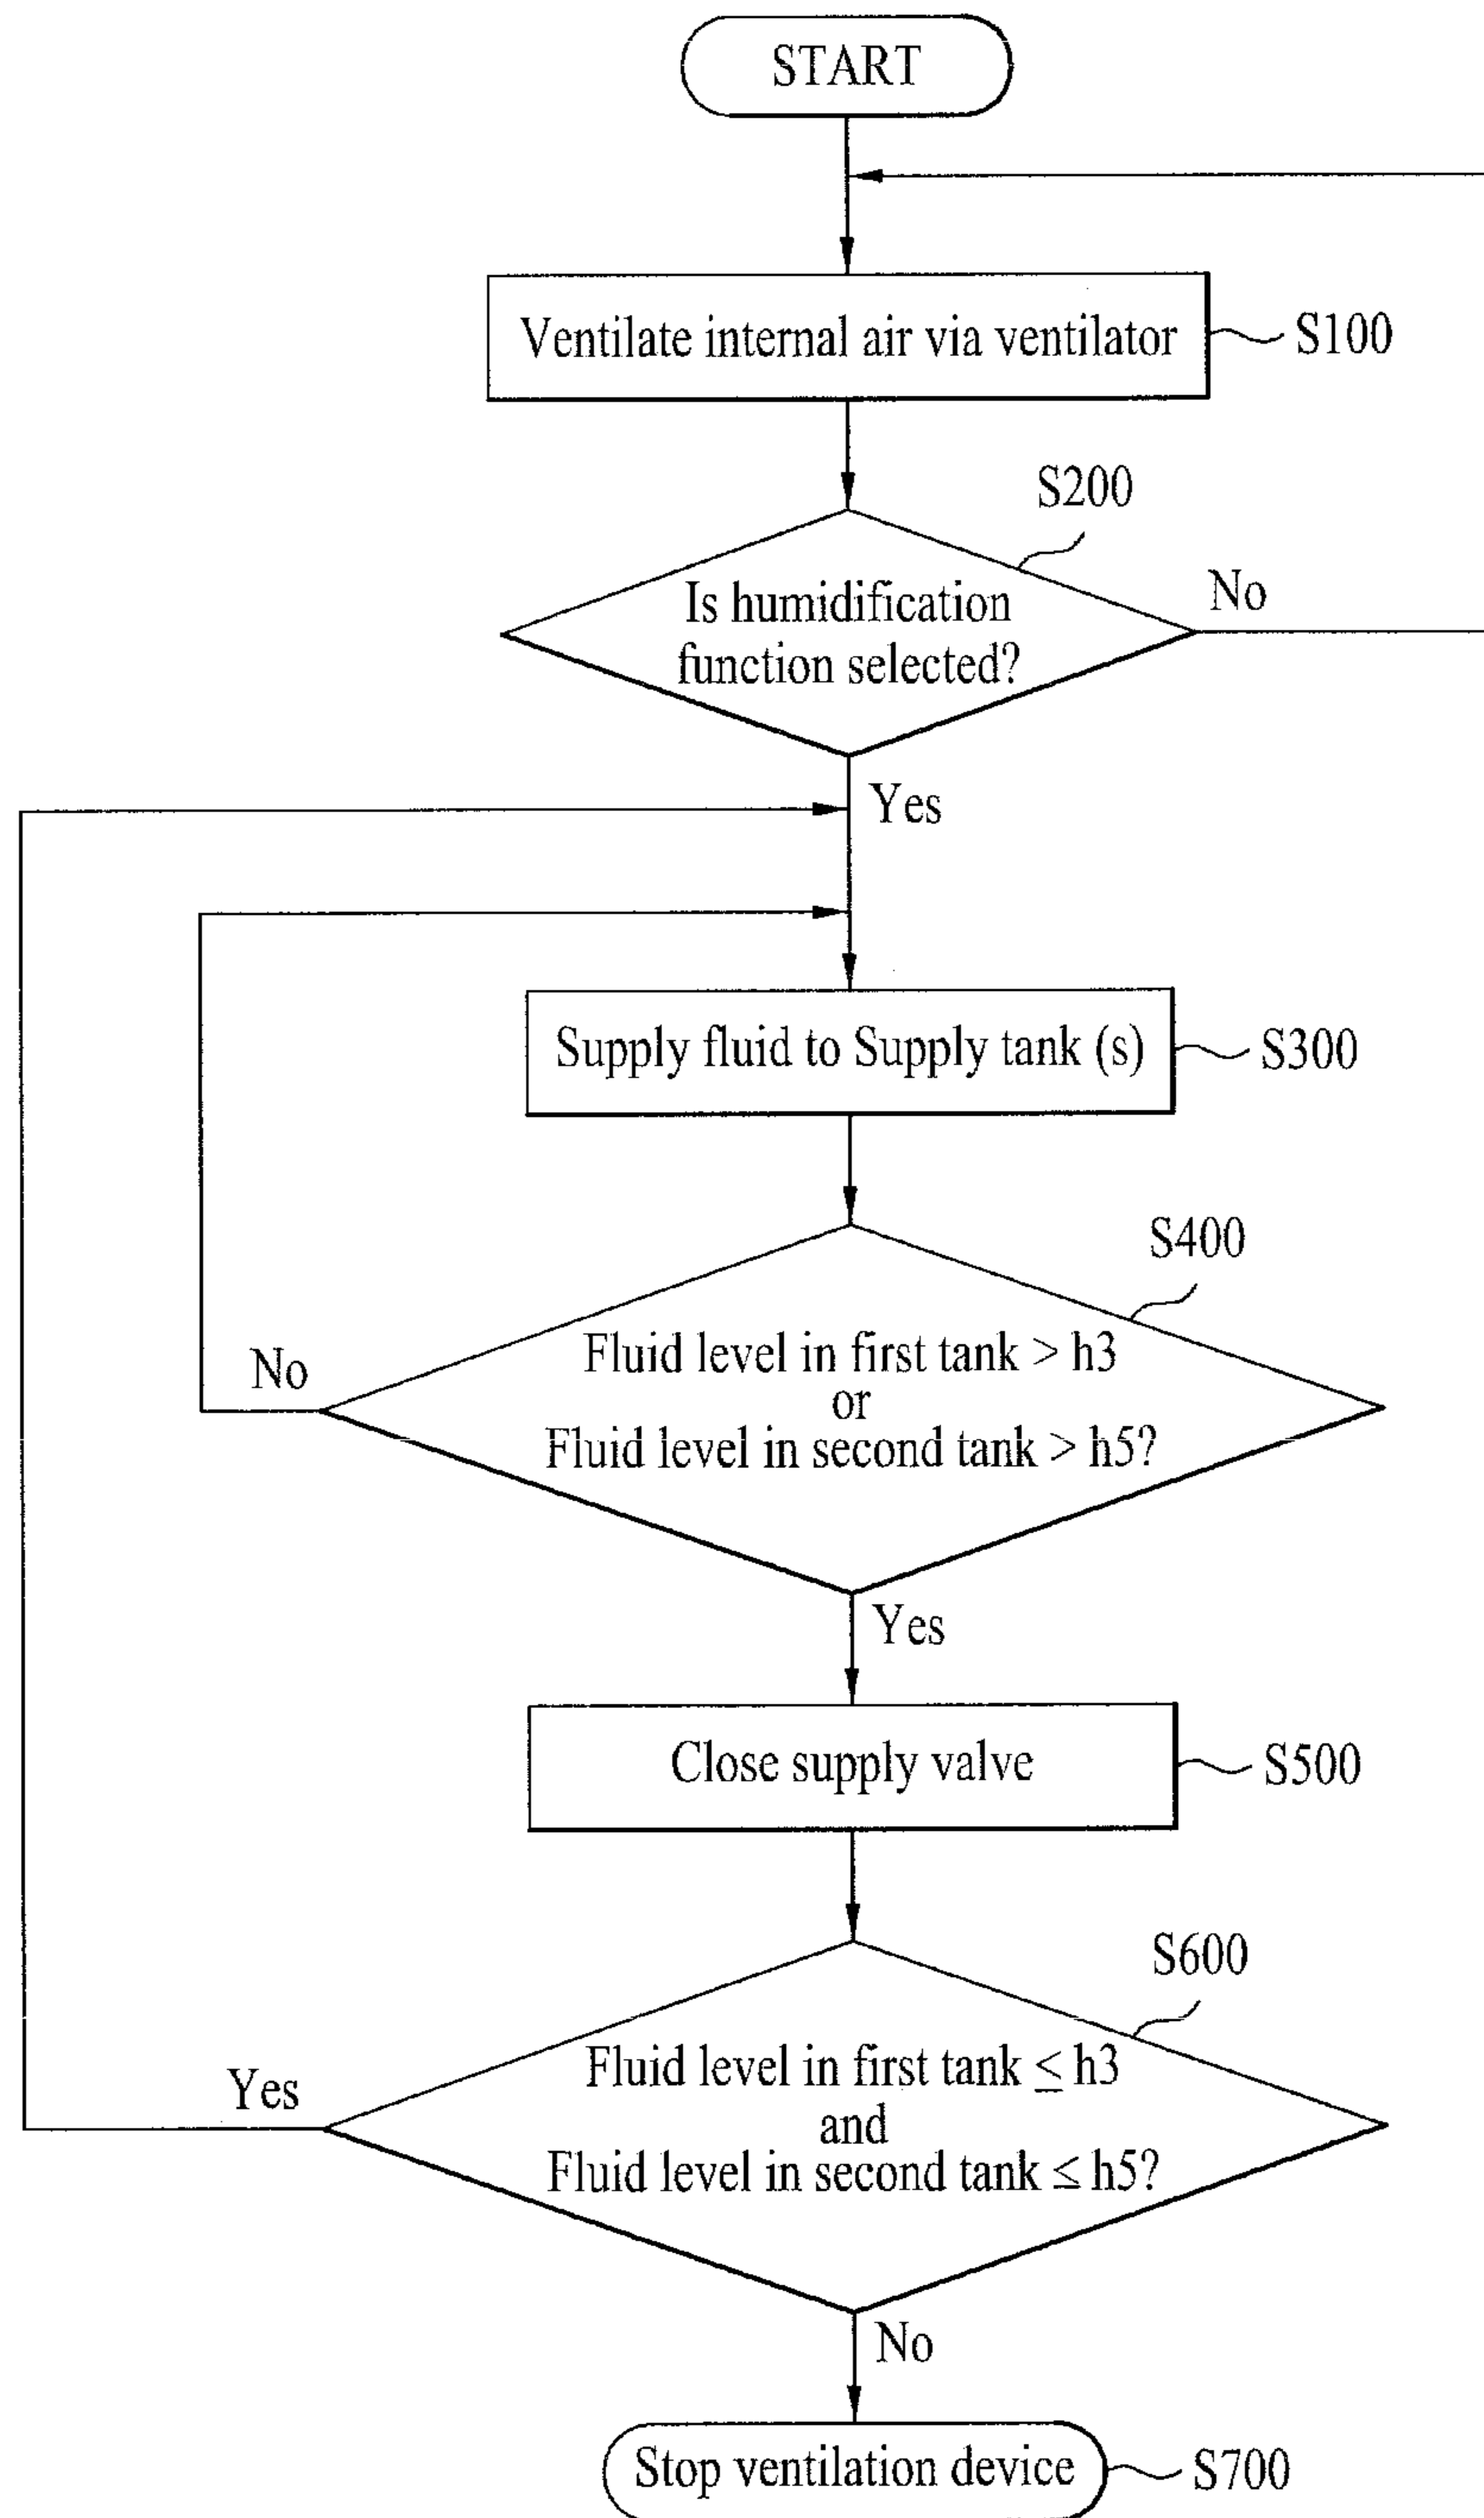 START
Ventilate internal air via ventilator
S100
S200
Is humidification
function selected?
No
Yes
Supply fluid to Supply tank (s)
S300
S400
Fluid level in first tank > h3
or
Fluid level in second tank > h5?
No
Yes
Close supply valve
S500
S600
Fluid level in first tank ≤ h3
and
Fluid level in second tank ≤ h5?
Yes
No
Stop ventilation device
S700